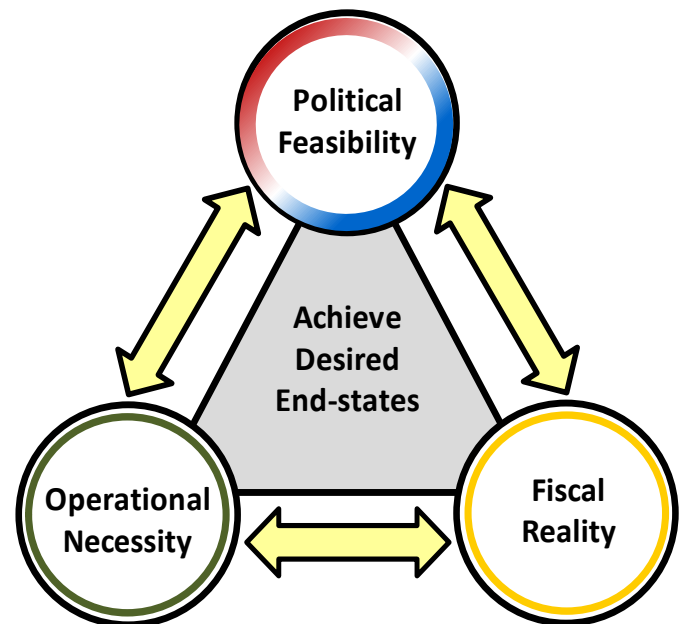 Political
Feasibility
Achieve
Desired
End-states
Operational
Necessity
Fiscal
Reality